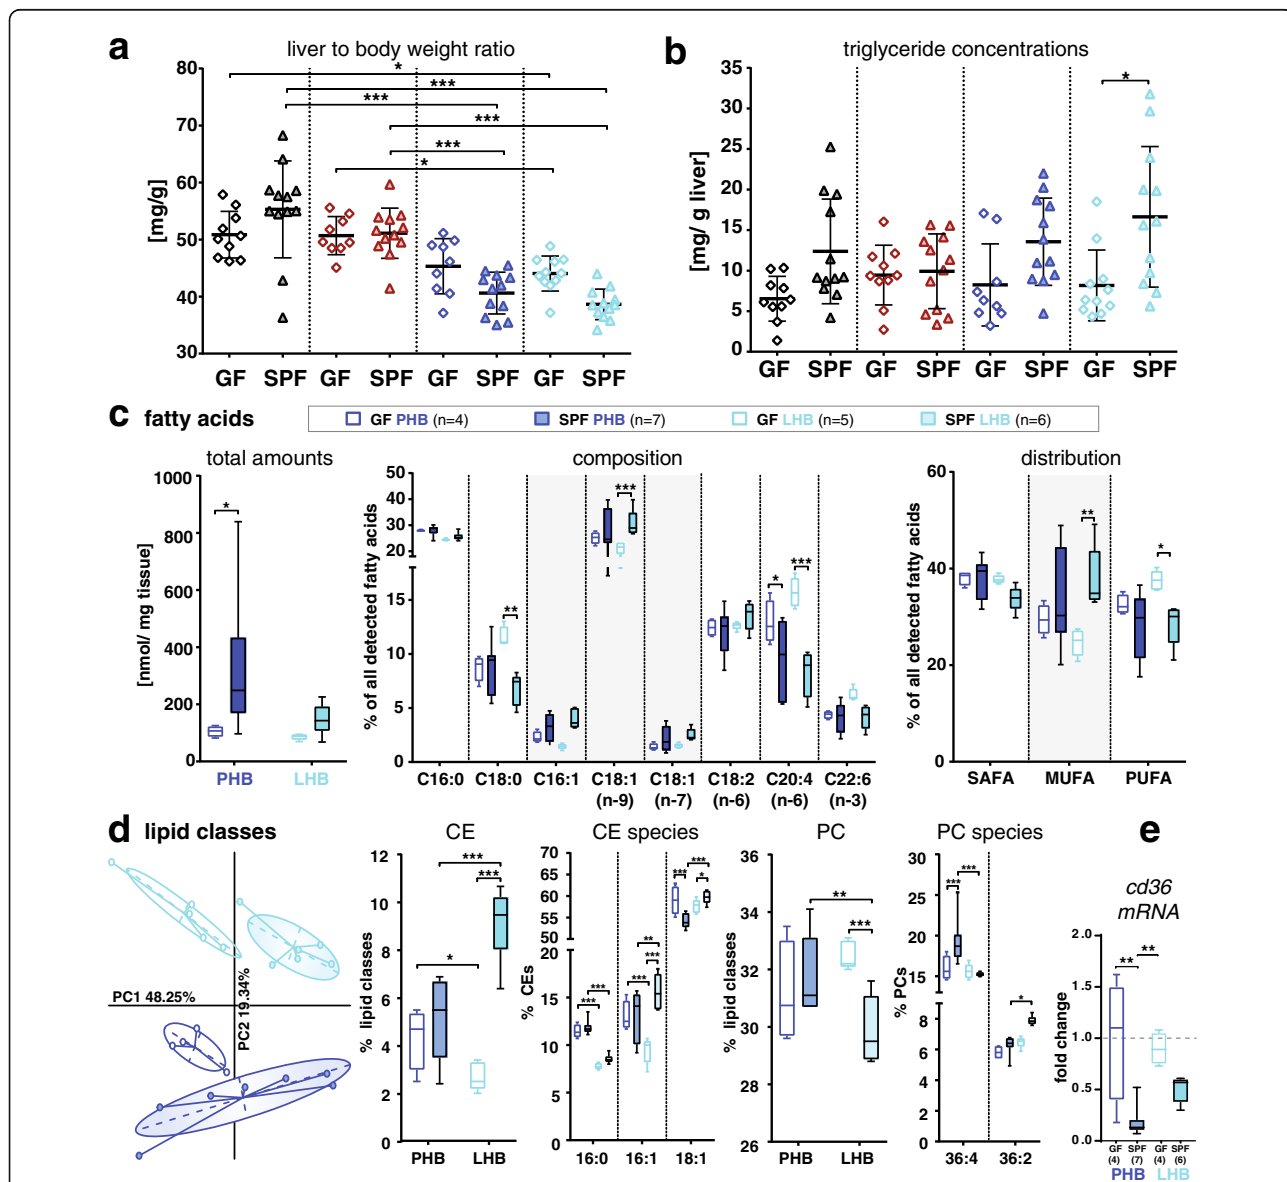 a
liver to body weight ratio
[mg/g]
80
70
60
50
40
30
*
***
***
***
***
*
GF SPF GF SPF GF SPF GF SPF
b
triglyceride concentrations
[mg/ g liver]
35
30
25
20
15
10
5
0
*
GF SPF GF SPF GF SPF GF SPF
c fatty acids
GF PHB (n=4) SPF PHB (n=7) GF LHB (n=5) SPF LHB (n=6)
total amounts
[nmol/ mg tissue]
1000
800
600
400
200
0
*
PHB LHB
composition
% of all detected fatty acids
50
40
30
20
15
10
5
0
**
***
*
***
C16:0 C18:0 C16:1 C18:1 C18:1 C18:2 C20:4 C22:6
(n-9) (n-7) (n-6) (n-6) (n-3)
distribution
% of all detected fatty acids
60
40
20
**
*
SAFA MUFA PUFA
d lipid classes
PC1 48.25%
PC2 19.34%
CE
% lipid classes
12
10
8
6
4
2
0
***
***
*
PHB LHB
CE species
% CEs
70
65
60
55
50
20
15
10
5
0
***
***
***
***
**
***
***
*
16:0 16:1 18:1
PC
% lipid classes
36
34
32
30
28
26
**
***
PHB LHB
PC species
% PCs
30
25
20
15
10
8
6
4
2
0
***
***
*
36:4 36:2
e
cd36
mRNA
fold change
2.0
1.0
0.5
0.0
**
**
GF SPF GF SPF
(4) (7) (4) (6)
PHB LHB